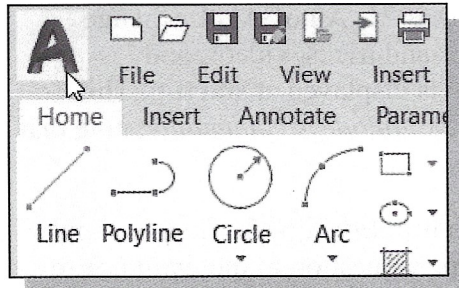 A
File Edit View Insert
Home Insert Annotate Parame
Line Polyline Circle Arc